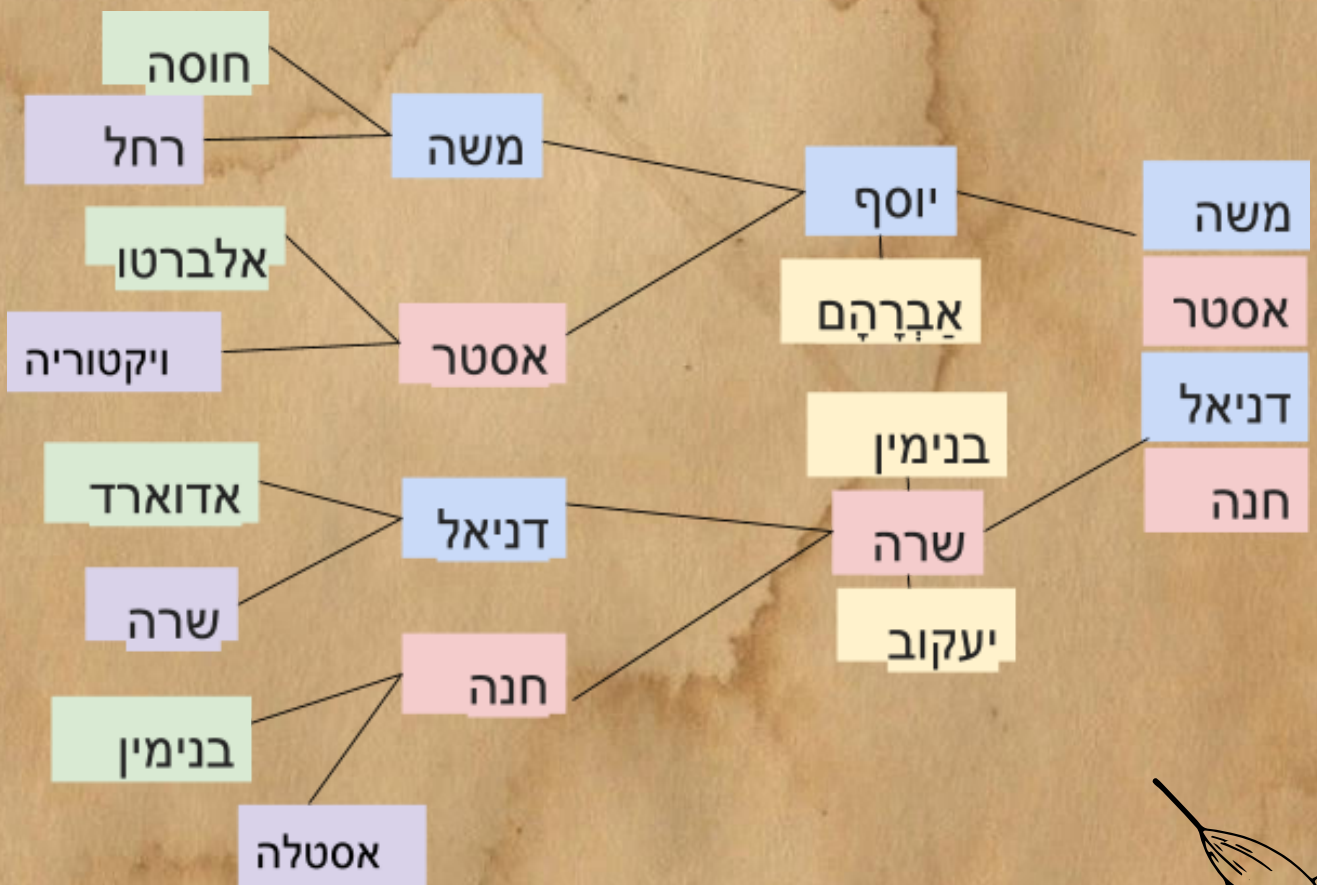 חוסה
רחל
אלברטו
ויקטוריה
אדוארד
שרה
בנימין
אסטלה
משה
אסטר
דניאל
חנה
יוסף
אַבְרָהָם
בנימין
שרה
יעקוב
משה
אסטר
דניאל
חנה